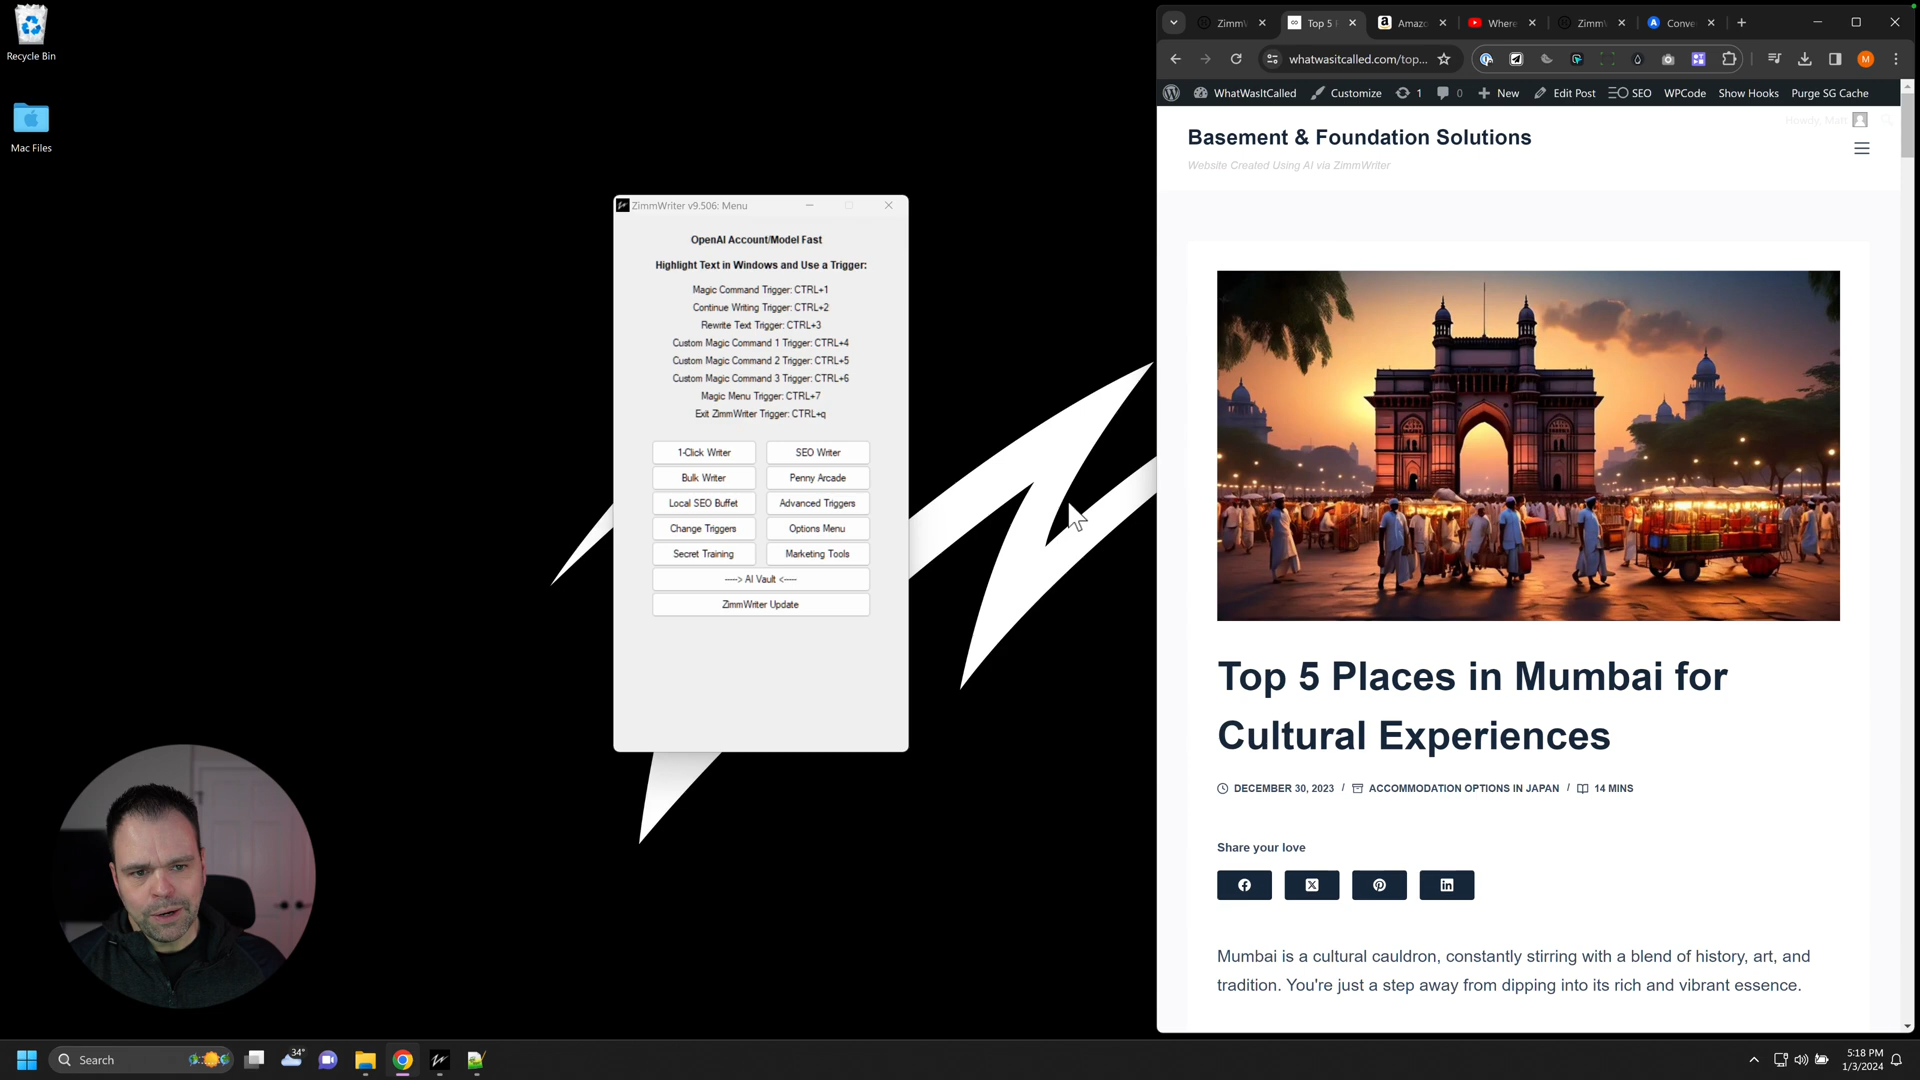 Recycle Bin
Mac Files
ZimmWriter v9.506: Menu
OpenAI Account/Model Fast
Highlight Text in Windows and Use a Trigger:
Magic Command Trigger: CTRL+1
Continue Writing Trigger: CTRL+2
Rewrite Text Trigger: CTRL+3
Custom Magic Command 1 Trigger: CTRL+4
Custom Magic Command 2 Trigger: CTRL+5
Custom Magic Command 3 Trigger: CTRL+6
Magic Menu Trigger: CTRL+7
Exit ZimmWriter Trigger: CTRL+q
1-Click Writer
SEO Writer
Bulk Writer
Penny Arcade
Local SEO Buffet
Advanced Triggers
Change Triggers
Options Menu
Secret Training
Marketing Tools
-----> AI Vault <-----
ZimmWriter Update
ZimmW
Top 5
Amazo
Where
ZimmW
Conve
whatwasitcalled.com/top...
M
WhatWasItCalled
Customize
1
0
New
Edit Post
SEO
WPCode
Show Hooks
Purge SG Cache
Howdy, Matt
Basement & Foundation Solutions
Website Created Using AI via ZimmWriter
Top 5 Places in Mumbai for
Cultural Experiences
DECEMBER 30, 2023 / ACCOMMODATION OPTIONS IN JAPAN / 14 MINS
Share your love
Mumbai is a cultural cauldron, constantly stirring with a blend of history, art, and
tradition. You're just a step away from dipping into its rich and vibrant essence.
Search
34°
5:18 PM
1/3/2024